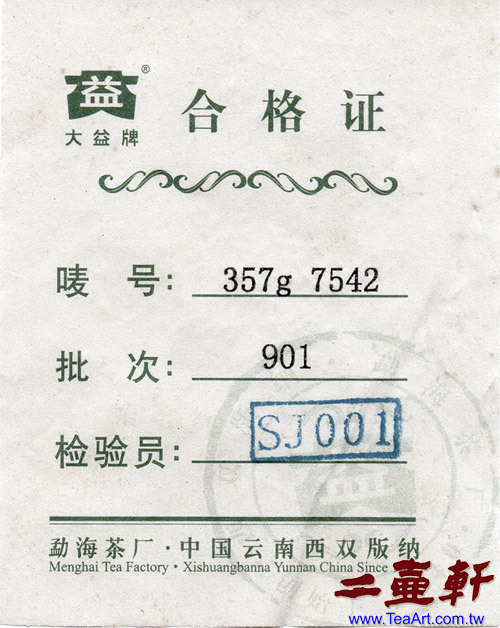 益®
大益牌
合格证
唛 号: 357g 7542
批 次: 901
检验员: SJ001
勐海茶厂·中国云南西双版纳
Menghai Tea Factory · Xishuangbanna Yunnan China Since
二壷軒
www.TeaArt.com.tw